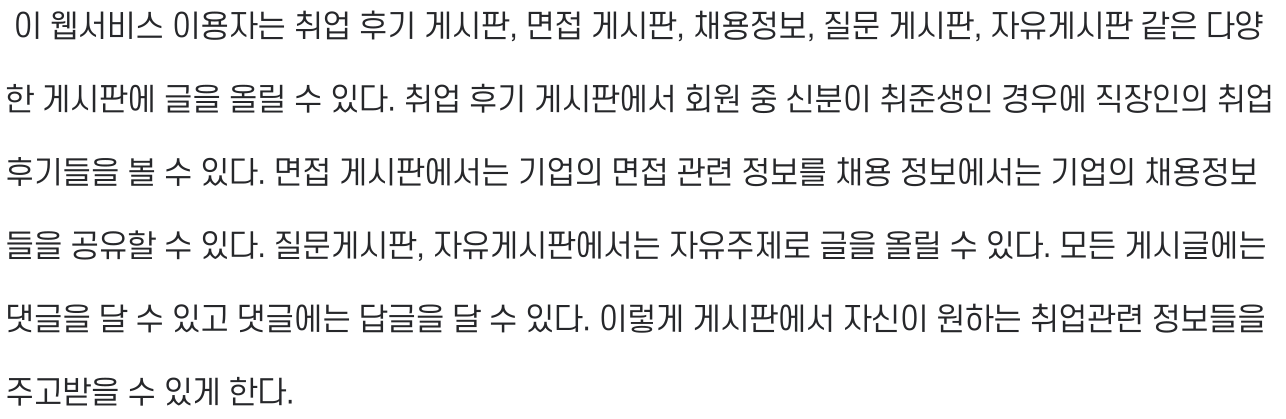 이 웹서비스 이용자는 취업 후기 게시판, 면접 게시판, 채용정보, 질문 게시판, 자유게시판 같은 다양
한 게시판에 글을 올릴 수 있다. 취업 후기 게시판에서 회원 중 신분이 취준생인 경우에 직장인의 취업
후기들을 볼 수 있다. 면접 게시판에서는 기업의 면접 관련 정보를 채용 정보에서는 기업의 채용정보
들을 공유할 수 있다. 질문게시판, 자유게시판에서는 자유주제로 글을 올릴 수 있다. 모든 게시글에는
댓글을 달 수 있고 댓글에는 답글을 달 수 있다. 이렇게 게시판에서 자신이 원하는 취업관련 정보들을
주고받을 수 있게 한다.